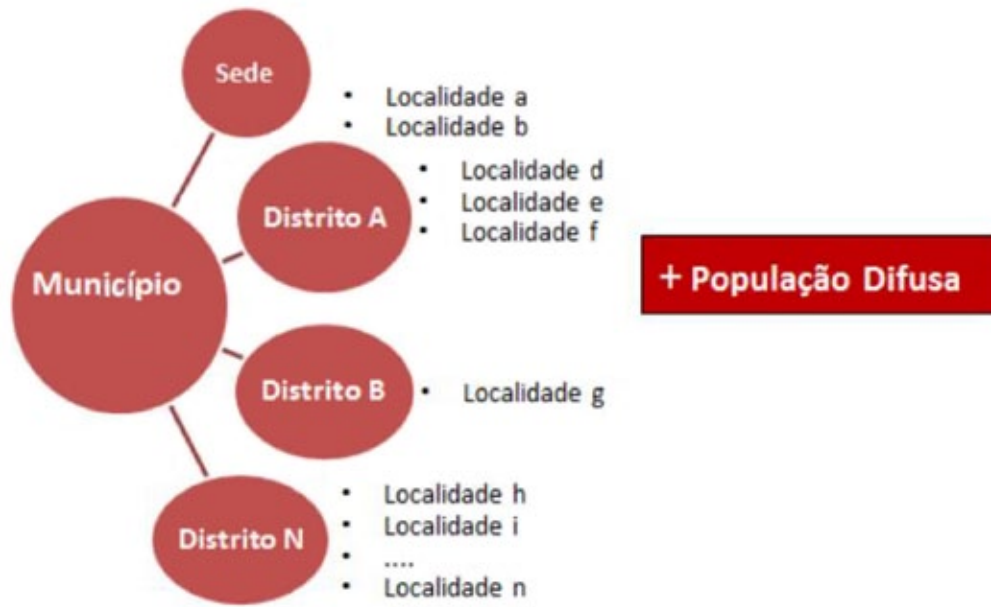 Sede
• Localidade a
• Localidade b
Distrito A
• Localidade d
• Localidade e
• Localidade f
Município
+ População Difusa
Distrito B
• Localidade g
Distrito N
• Localidade h
• Localidade i
• ....
• Localidade n